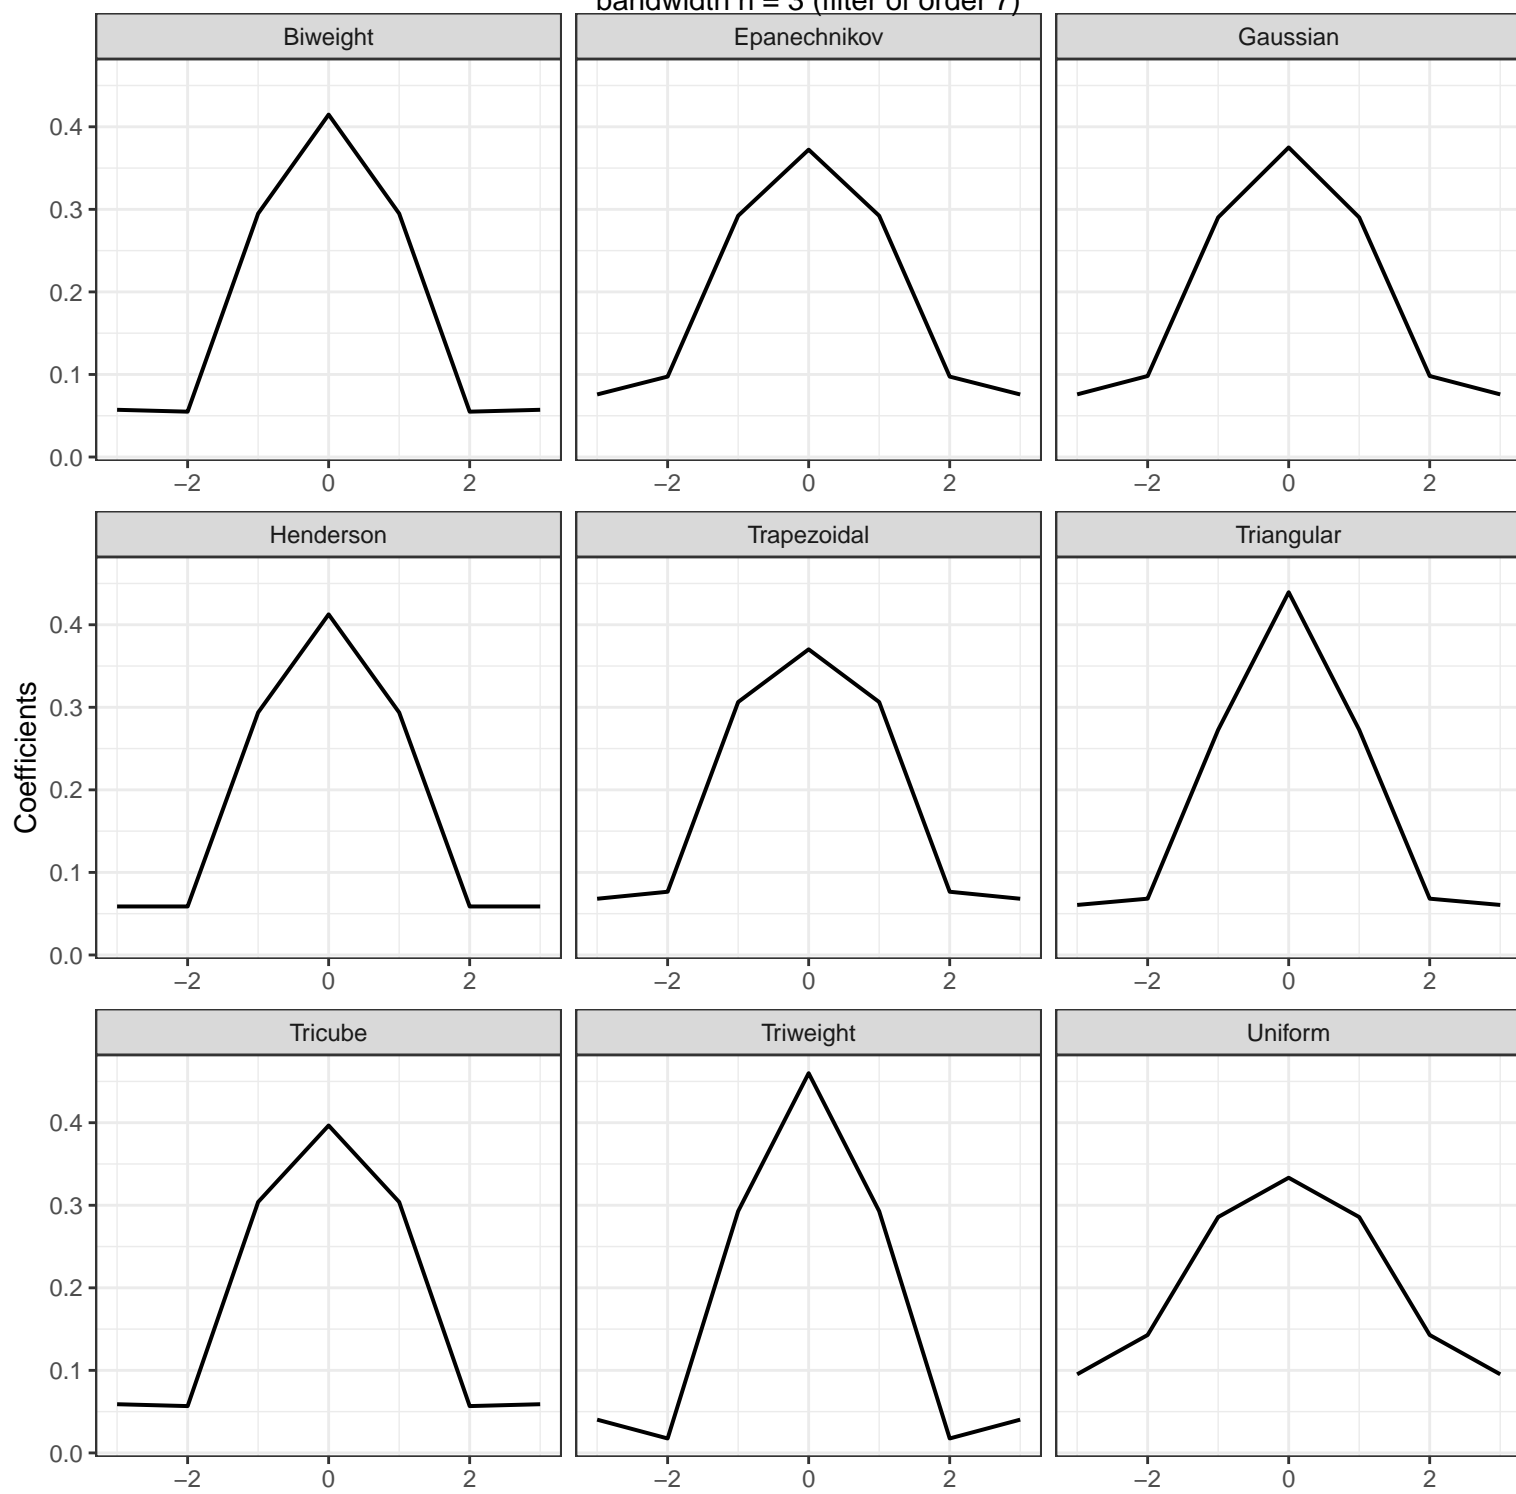 bandwidth h = 3 (filter of order 7)
Biweight Epanechnikov Gaussian
0.4
0.3
0.2
0.1
0.0
−2 0 2 −2 0 2 −2 0 2
Henderson Trapezoidal Triangular
0.4
0.3
0.2
0.1
0.0
Coefficients
−2 0 2 −2 0 2 −2 0 2
Tricube Triweight Uniform
0.4
0.3
0.2
0.1
0.0
−2 0 2 −2 0 2 −2 0 2